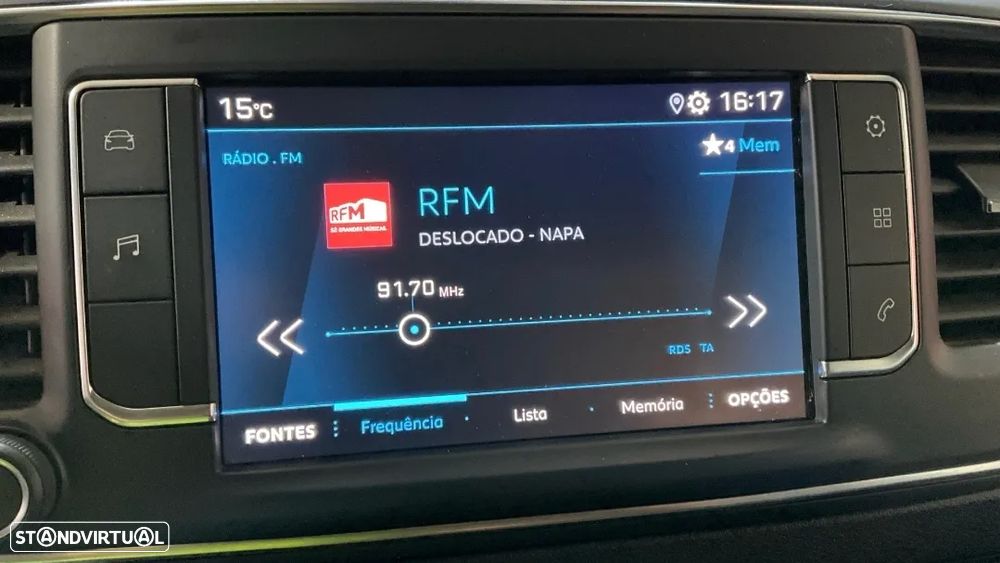 15°C
16:17
4 Mem
RÁDIO . FM
RFM
SÓ GRANDES MÚSICAS.
RFM
DESLOCADO - NAPA
91.70 MHz
RDS TA
FONTES
Frequência
Lista
Memória
OPÇÕES
STANDVIRTUAL